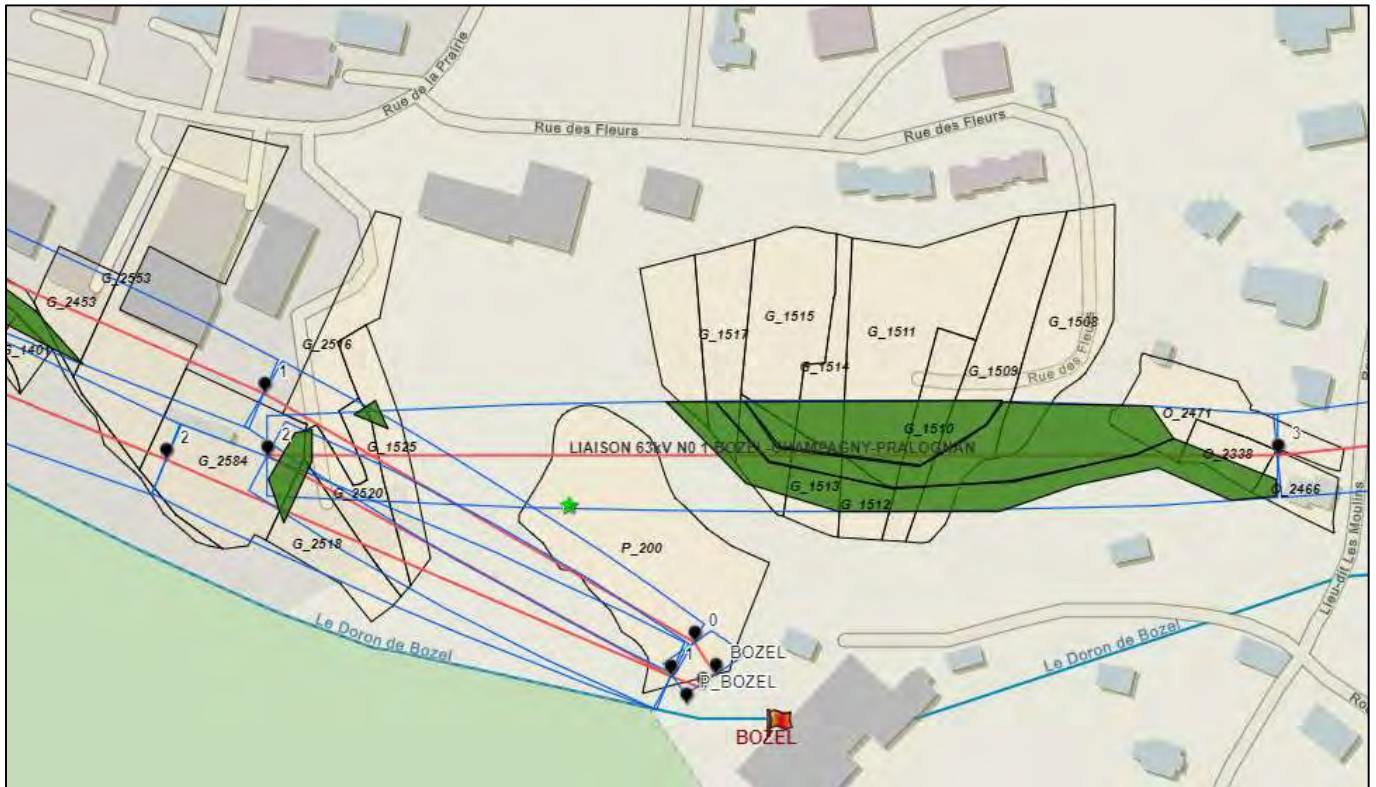 Rue de la Prairie
Rue des Fleurs
Rue des Fleurs
G_2553
G_2453
G_1517
G_1515
G_1511
G_1508
G_2516
G_1401
G_1514
G_1509
Rue des Fleurs
1
O_2471
G_1510
2
2
G_1525
LIAISON 63kV N0 1 BOZEL-CHAMPAGNY-PRALOGNAN
3
G_2584
O_2338
G_2520
G_1513
G_1512
O_2466
G_2518
P_200
Lieu-dit Les Moulins
Le Doron de Bozel
0
BOZEL
1
P_BOZEL
Le Doron de Bozel
BOZEL